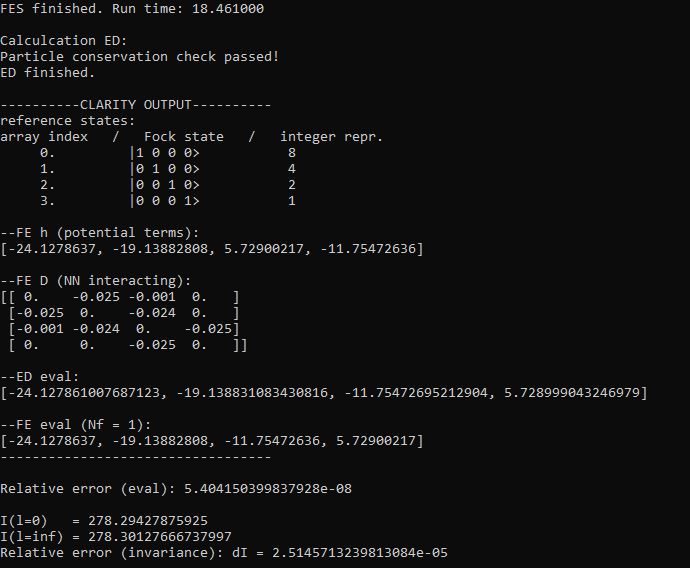 FES finished. Run time: 18.461000
Calculcation ED:
Particle conservation check passed!
ED finished.
----------CLARITY OUTPUT----------
reference states:
array index   /   Fock state   /   integer repr.
0.   |1 0 0 0>   8
1.   |0 1 0 0>   4
2.   |0 0 1 0>   2
3.   |0 0 0 1>   1
--FE h (potential terms):
[-24.1278637, -19.13882808, 5.72900217, -11.75472636]
--FE D (NN interacting):
[[ 0.    -0.025 -0.001  0.   ]
[-0.025  0.    -0.024  0.   ]
[-0.001 -0.024  0.    -0.025]
[ 0.     0.    -0.025  0.   ]]
--ED eval:
[-24.127861007687123, -19.138831083430816, -11.75472695212904, 5.728999043246979]
--FE eval (Nf = 1):
[-24.1278637, -19.13882808, -11.75472636, 5.72900217]
----------------------------------
Relative error (eval): 5.404150399837928e-08
I(l=0)   = 278.29427875925
I(l=inf) = 278.30127666737997
Relative error (invariance): dI = 2.5145713239813084e-05